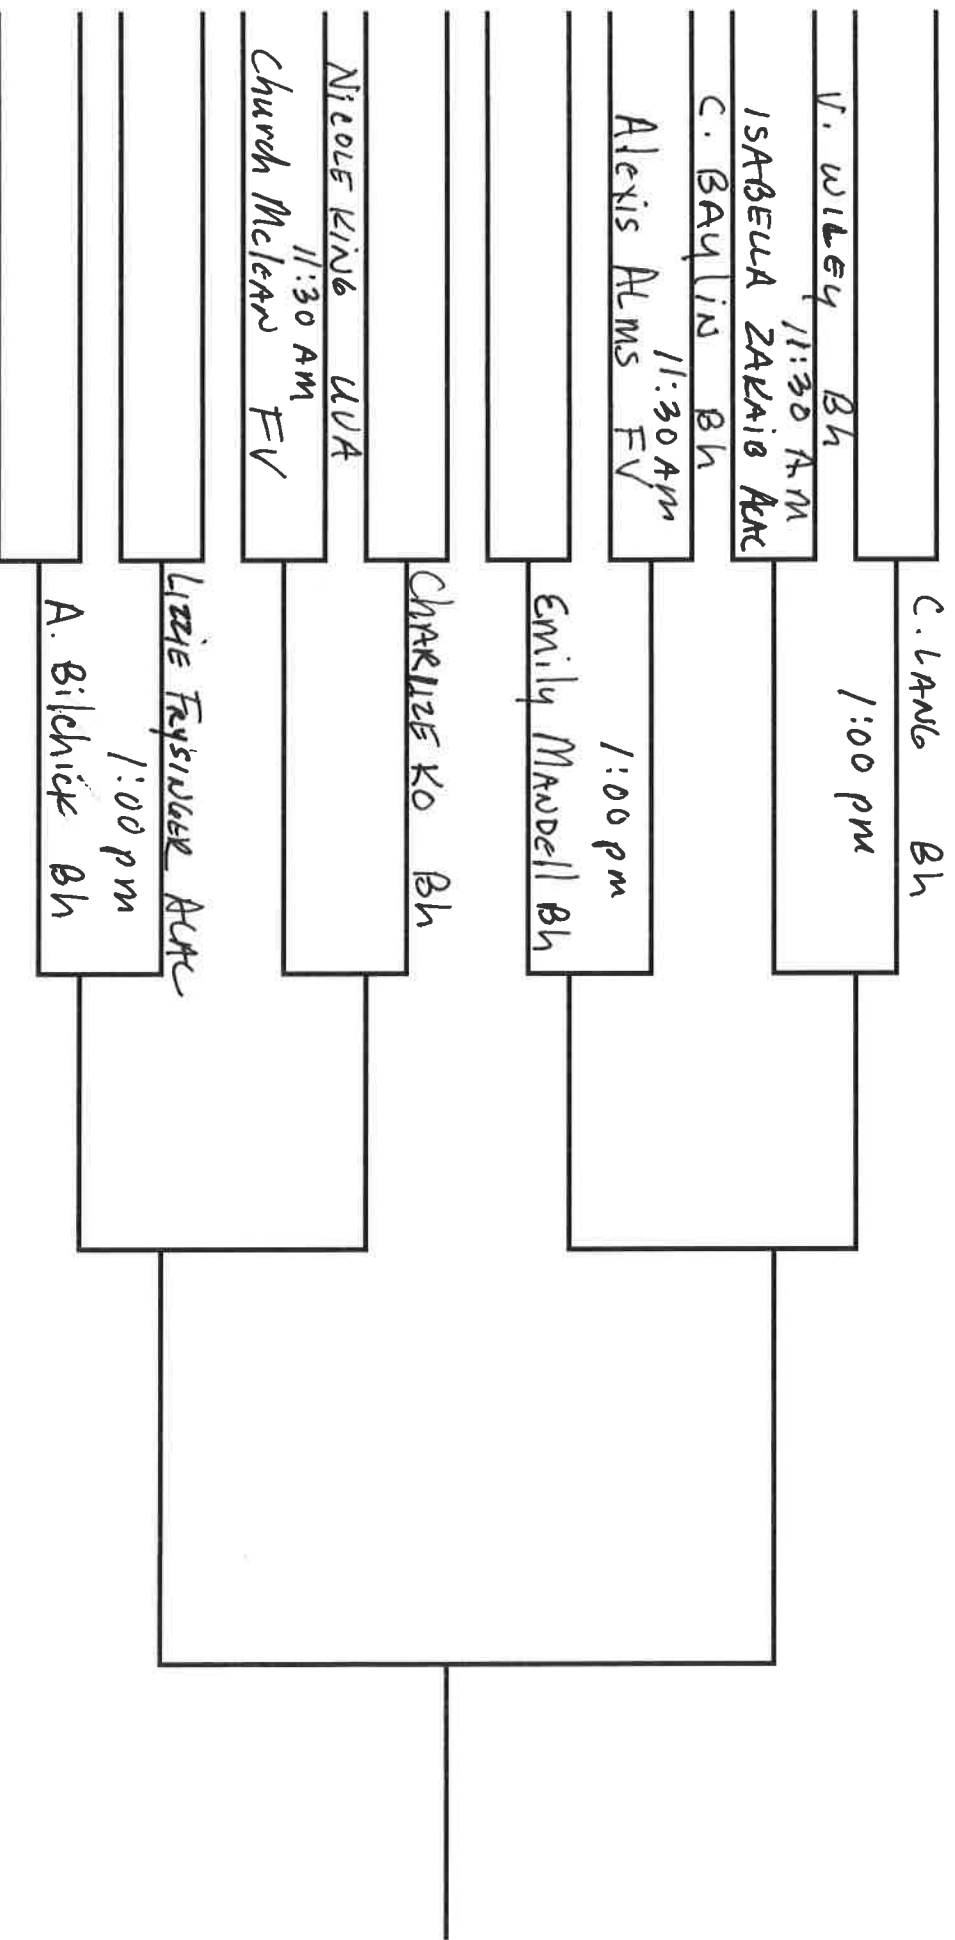 C. LANG Bh
1:00 pm
V. WILEY Bh
11:30 Am
ISABELLA ZAKAIB ACAC
C. BAyliN Bh
11:30 Am
Alexis ALms FV
1:00 pm
Emily MANDell Bh
CHARLIZE KO Bh
NicOLE KiNG UVA
11:30 AM
Church McleAN FV
LIZZIE FRYSINGER ACAC
1:00 pm
A. Bilchick Bh